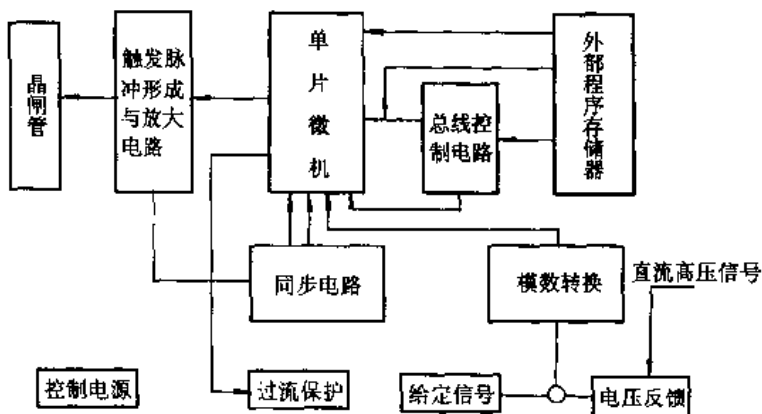 晶闸管
触发脉
冲形成
与放大
电路
单片微机
总线控
制电路
外部程序存储器
同步电路
模数转换
直流高压信号
控制电源
过流保护
给定信号
电压反馈